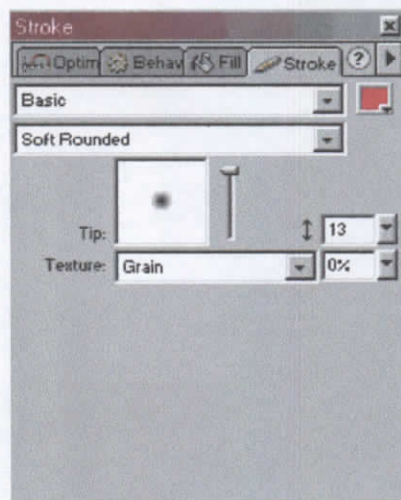 Stroke
Optim Behav Fill Stroke ?
Basic
Soft Rounded
Tip: 13
Texture: Grain 0%